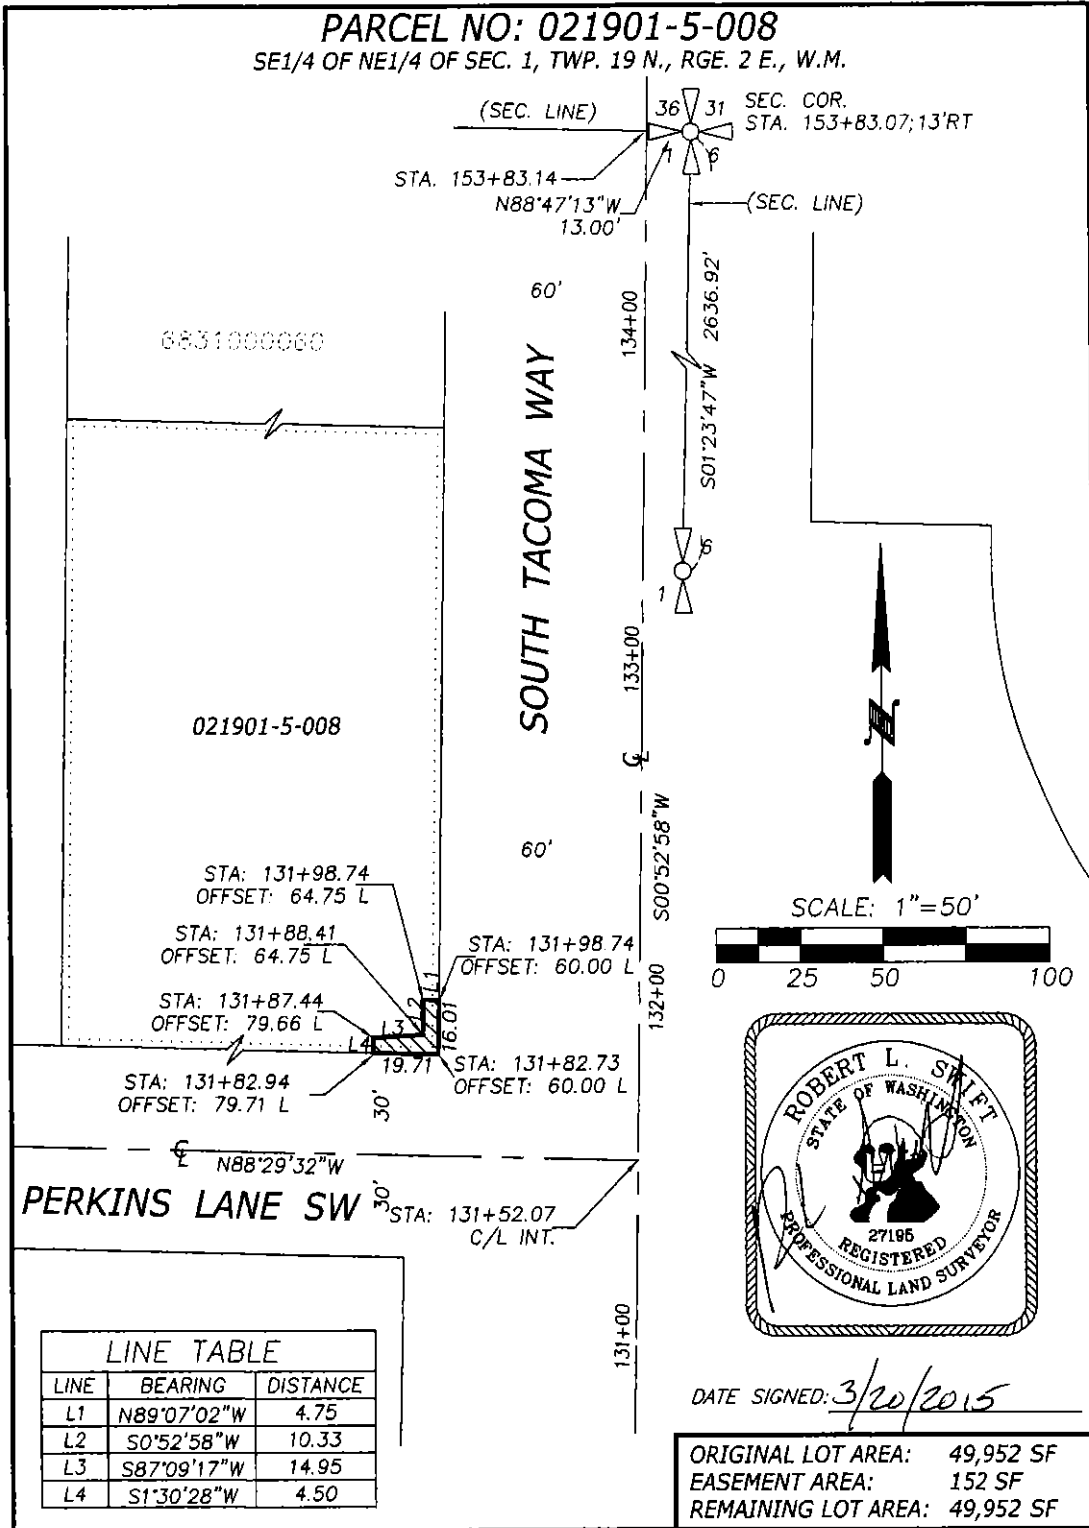 PARCEL NO: 021901-5-008
SE1/4 OF NE1/4 OF SEC. 1, TWP. 19 N., RGE. 2 E., W.M.
(SEC. LINE)
36
31
SEC. COR.
STA. 153+83.07;13'RT
1
6
STA. 153+83.14
N88°47'13"W
13.00'
(SEC. LINE)
60'
134+00
S01°23'47"W 2636.92'
6831000060
SOUTH TACOMA WAY
6
1
133+00
021901-5-008
C/L
60'
S00°52'58"W
STA: 131+98.74
OFFSET: 64.75 L
SCALE: 1"=50'
STA: 131+88.41
OFFSET: 64.75 L
STA: 131+98.74
OFFSET: 60.00 L
0 25 50 100
132+00
STA: 131+87.44
OFFSET: 79.66 L
L1
L2
L3
L4
16.01
19.71
STA: 131+82.73
OFFSET: 60.00 L
STA: 131+82.94
OFFSET: 79.71 L
30'
C/L
N88°29'32"W
PERKINS LANE SW
30'
STA: 131+52.07
C/L INT.
ROBERT L. SWIFT
STATE OF WASHINGTON
27195
REGISTERED
PROFESSIONAL LAND SURVEYOR
131+00
LINE TABLE
LINE BEARING DISTANCE
L1 N89°07'02"W 4.75
L2 S0°52'58"W 10.33
L3 S87°09'17"W 14.95
L4 S1°30'28"W 4.50
DATE SIGNED: 3/20/2015
ORIGINAL LOT AREA: 49,952 SF
EASEMENT AREA: 152 SF
REMAINING LOT AREA: 49,952 SF